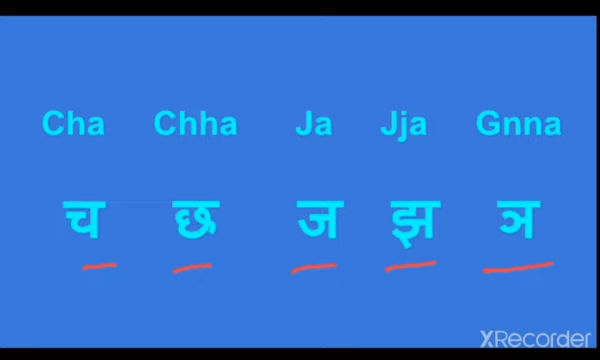 Cha Chha Ja Jja Gnna
च छ ज झ ञ
XRecorder